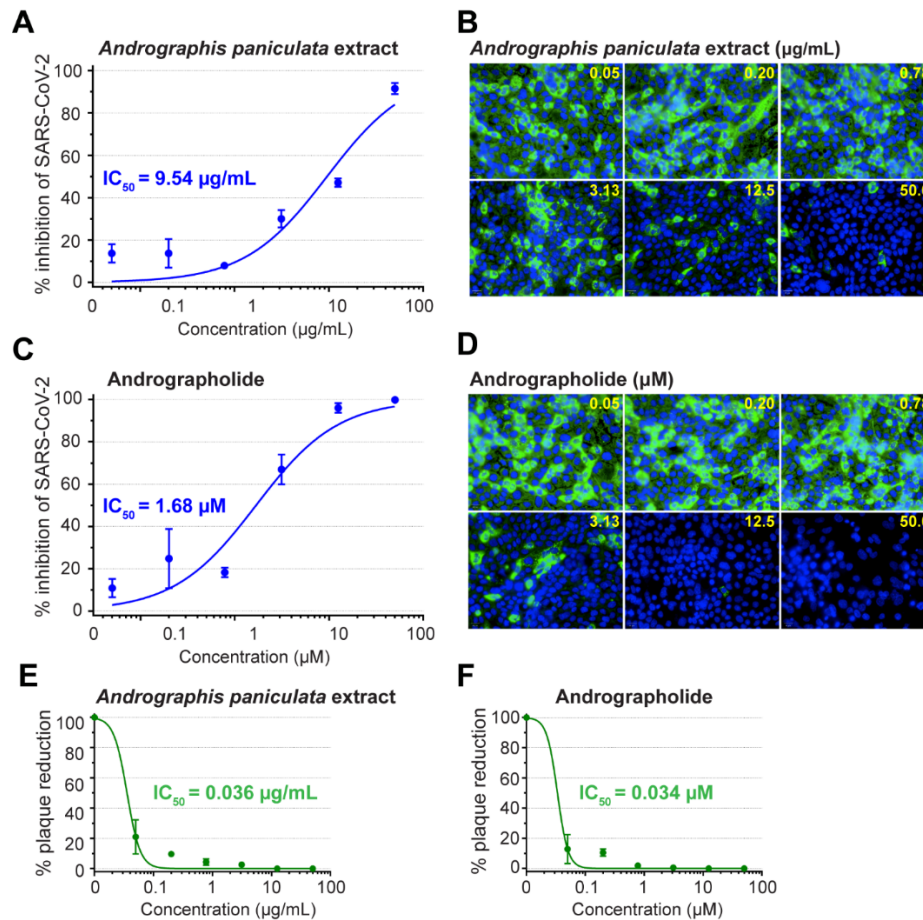 A
Andrographis paniculata extract
% inhibition of SARS-CoV-2
100
80
60
40
20
0
IC50 = 9.54 µg/mL
0 0.1 1 10 100
Concentration (µg/mL)
B
Andrographis paniculata extract (µg/mL)
0.05 0.20 0.78
3.13 12.5 50.0
C
Andrographolide
% inhibition of SARS-CoV-2
100
80
60
40
20
0
IC50 = 1.68 µM
0 0.1 1 10 100
Concentration (µM)
D
Andrographolide (µM)
0.05 0.20 0.78
3.13 12.5 50.0
E
Andrographis paniculata extract
% plaque reduction
100
80
60
40
20
0
IC50 = 0.036 µg/mL
0 0.1 1 10 100
Concentration (µg/mL)
F
Andrographolide
% plaque reduction
100
80
60
40
20
0
IC50 = 0.034 µM
0 0.1 1 10 100
Concentration (µM)